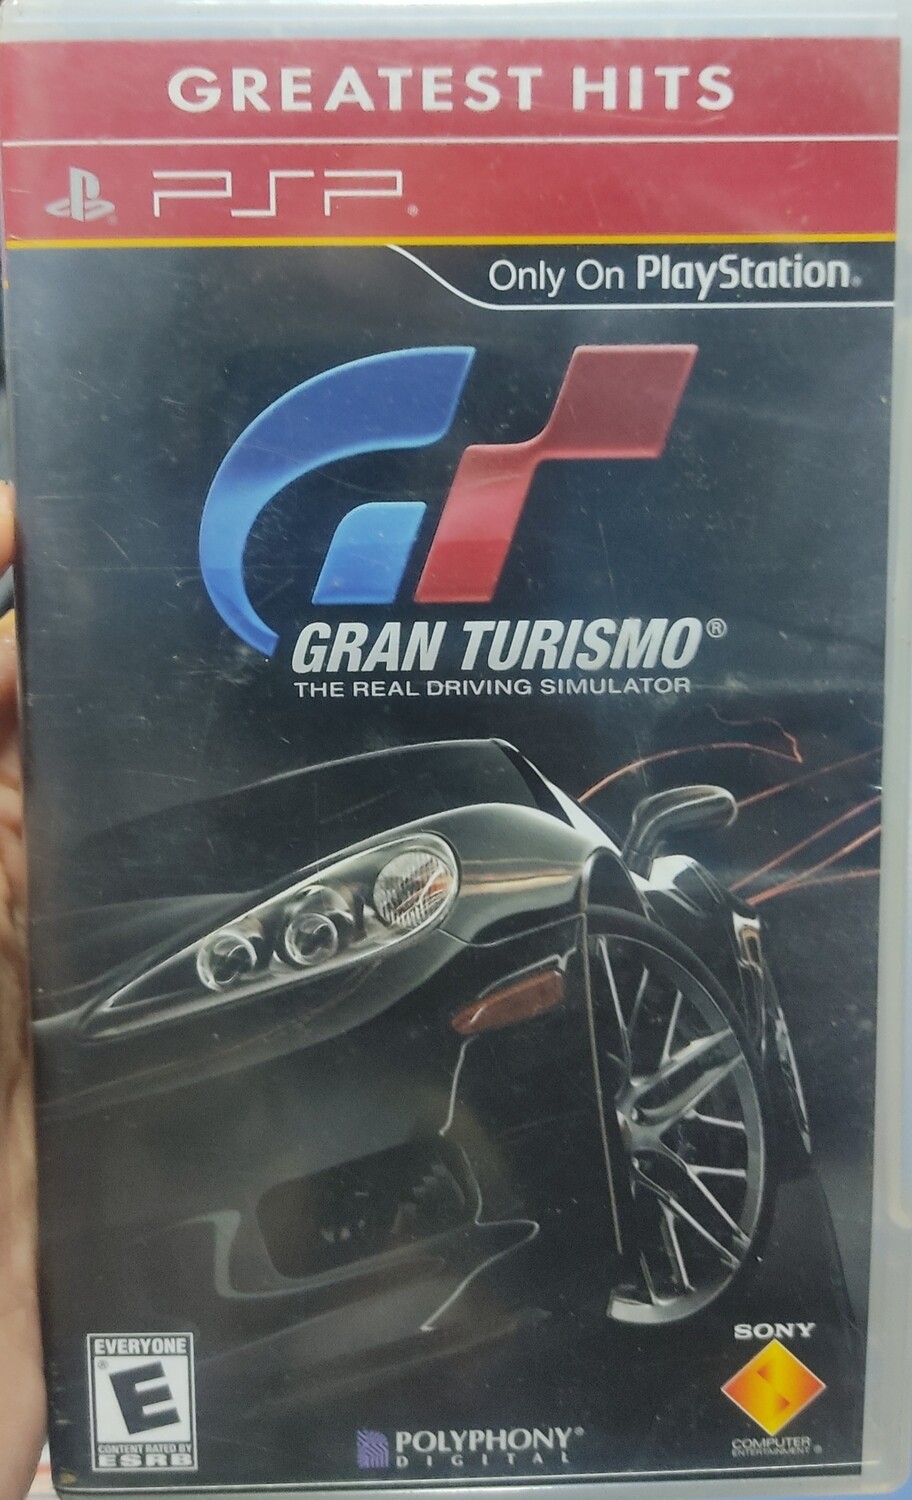 GREATEST HITS
PSP®
Only On PlayStation®
GRAN TURISMO®
THE REAL DRIVING SIMULATOR
EVERYONE
E
®
CONTENT RATED BY
ESRB
POLYPHONY®
DIGITAL
SONY
COMPUTER
ENTERTAINMENT®